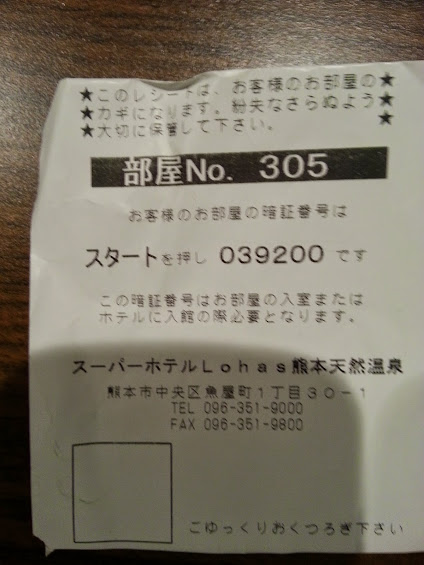 ★このレシートは、お客様のお部屋の★
★カギになります。紛失なさらぬよう★
★大切に保管して下さい。★
部屋No. 305
お客様のお部屋の暗証番号は
スタートを押し 039200 です
この暗証番号はお部屋の入室または
ホテルに入館の際必要となります。
スーパーホテルLohas熊本天然温泉
熊本市中央区魚屋町1丁目30-1
TEL 096-351-9000
FAX 096-351-9800
ごゆっくりおくつろぎ下さい